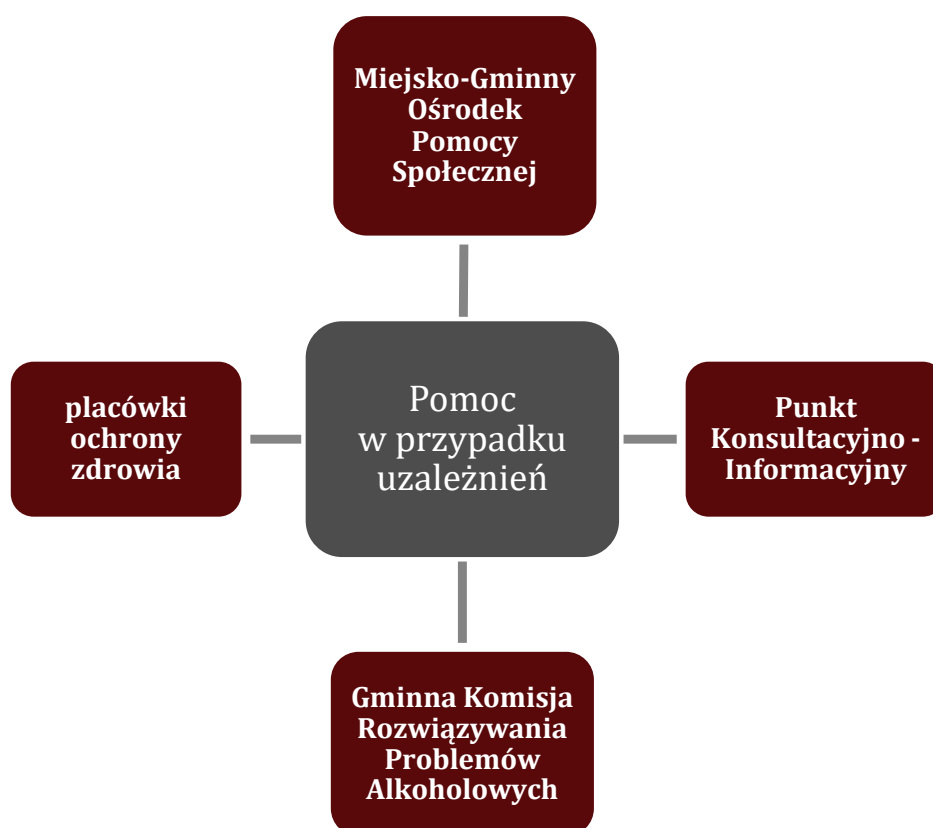 Miejsko-Gminny
Ośrodek
Pomocy
Społecznej
placówki
ochrony
zdrowia
Pomoc
w przypadku
uzależnień
Punkt
Konsultacyjno -
Informacyjny
Gminna Komisja
Rozwiązywania
Problemów
Alkoholowych